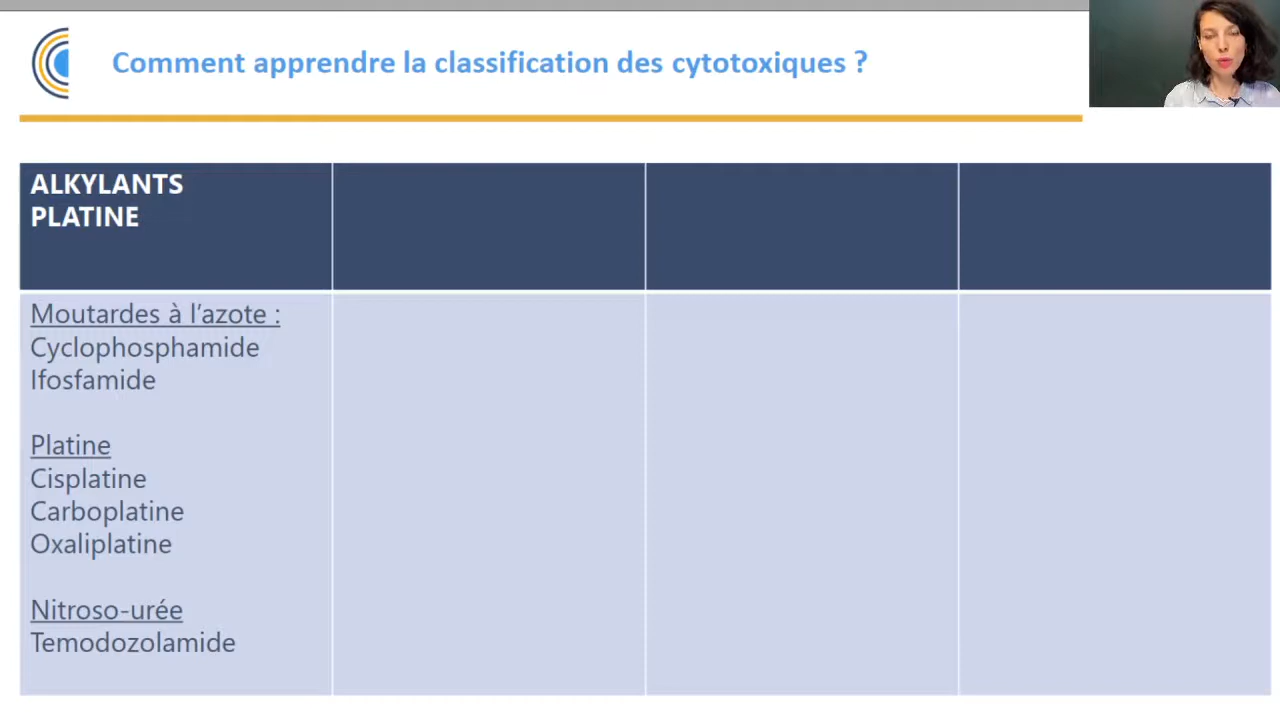 Comment apprendre la classification des cytotoxiques ?
ALKYLANTS
PLATINE
Moutardes à l’azote :
Cyclophosphamide
Ifosfamide
Platine
Cisplatine
Carboplatine
Oxaliplatine
Nitroso-urée
Temodozolamide